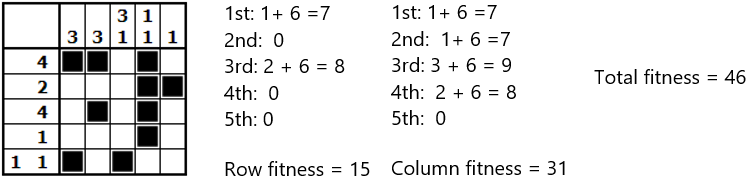 3 1
3 3 1 1 1
4
2
4
1
1 1
1st: 1+ 6 =7
2nd: 0
3rd: 2 + 6 = 8
4th: 0
5th: 0
Row fitness = 15
1st: 1+ 6 =7
2nd: 1+ 6 =7
3rd: 3 + 6 = 9
4th: 2 + 6 = 8
5th: 0
Column fitness = 31
Total fitness = 46